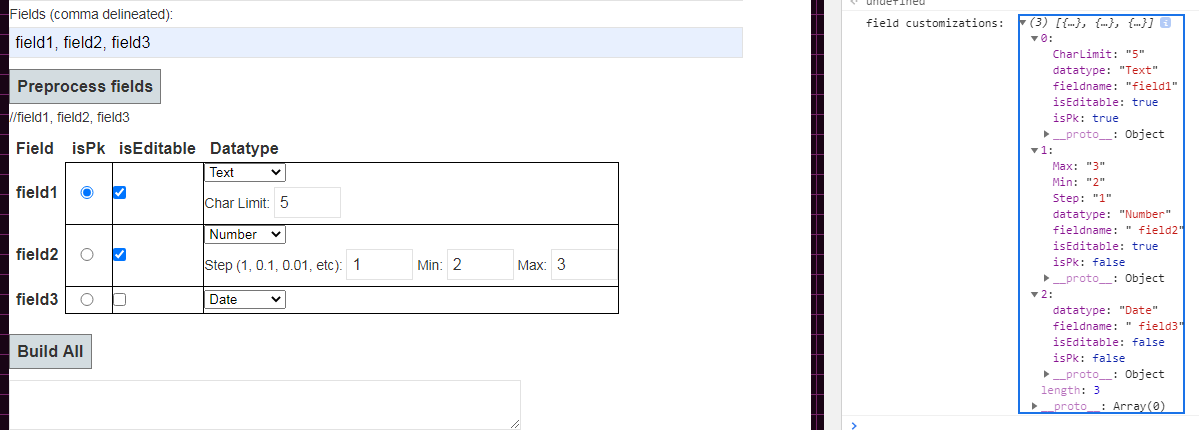 Fields (comma delineated):
field1, field2, field3
Preprocess fields
//field1, field2, field3
Field isPk isEditable Datatype
field1 Text
Char Limit: 5
field2 Number
Step (1, 0.1, 0.01, etc): 1 Min: 2 Max: 3
field3 Date
Build All
undefined
field customizations: (3) [{…}, {…}, {…}] i
0:
CharLimit: "5"
datatype: "Text"
fieldname: "field1"
isEditable: true
isPk: true
__proto__: Object
1:
Max: "3"
Min: "2"
Step: "1"
datatype: "Number"
fieldname: " field2"
isEditable: true
isPk: false
__proto__: Object
2:
datatype: "Date"
fieldname: " field3"
isEditable: false
isPk: false
__proto__: Object
length: 3
__proto__: Array(0)